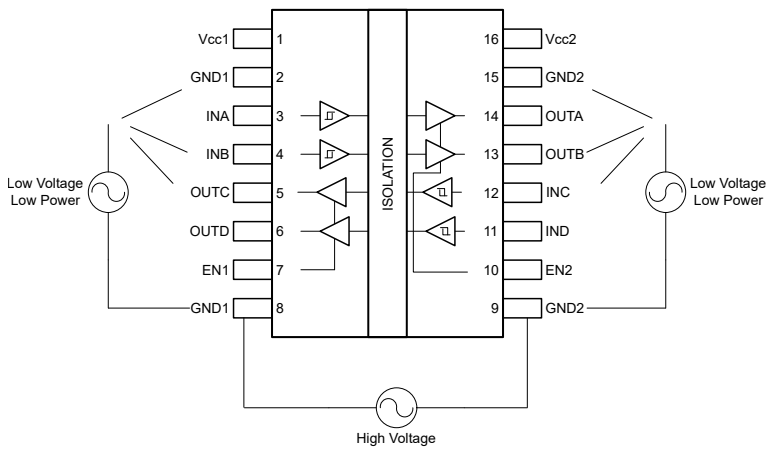 Vcc1 1 16 Vcc2
GND1 2 15 GND2
INA 3 14 OUTA
INB 4 13 OUTB
OUTC 5 12 INC
OUTD 6 11 IND
EN1 7 10 EN2
GND1 8 9 GND2
ISOLATION
Low Voltage
Low Power
Low Voltage
Low Power
High Voltage